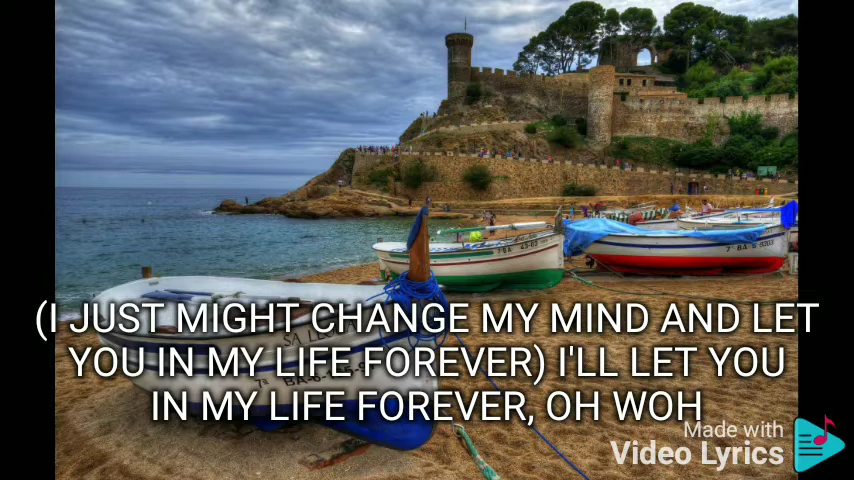 (I JUST MIGHT CHANGE MY MIND AND LET
YOU IN MY LIFE FOREVER) I'LL LET YOU
IN MY LIFE FOREVER, OH WOH
Made with
Video Lyrics